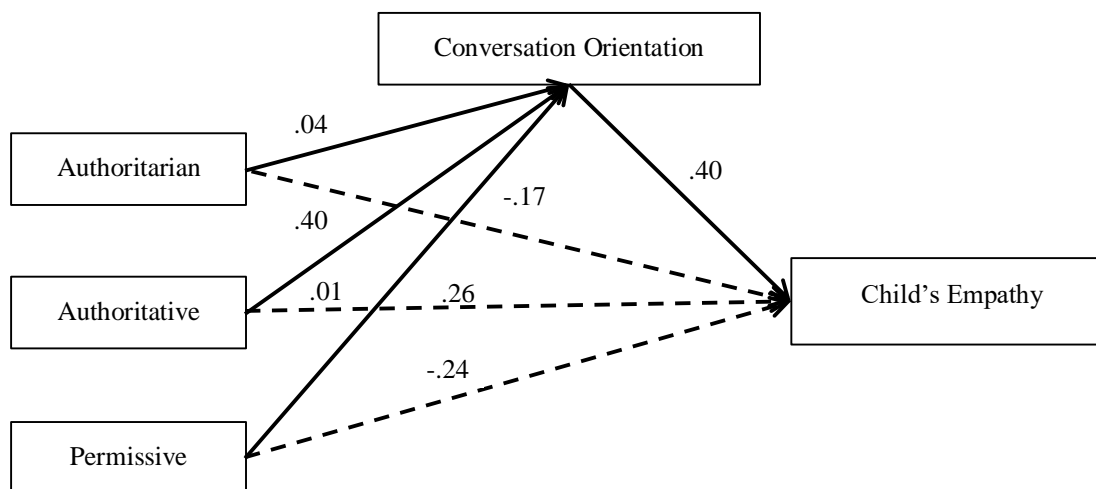 Conversation Orientation
.04
Authoritarian
.40
-.17
.40
Authoritative
.01
.26
Child's Empathy
-.24
Permissive